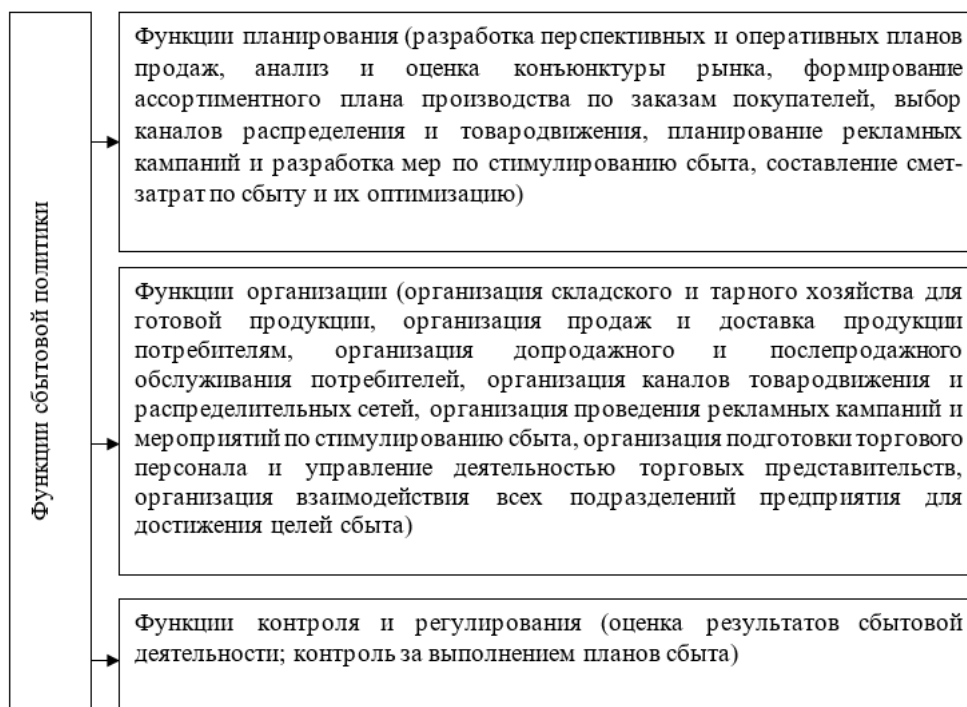 Функции сбытовой политики
Функции планирования (разработка перспективных и оперативных планов
продаж, анализ и оценка конъюнктуры рынка, формирование
ассортиментного плана производства по заказам покупателей, выбор
каналов распределения и товародвижения, планирование рекламных
кампаний и разработка мер по стимулированию сбыта, составление смет-
затрат по сбыту и их оптимизацию)
Функции организации (организация складского и тарного хозяйства для
готовой продукции, организация продаж и доставка продукции
потребителям, организация допродажного и послепродажного
обслуживания потребителей, организация каналов товародвижения и
распределительных сетей, организация проведения рекламных кампаний и
мероприятий по стимулированию сбыта, организация подготовки торгового
персонала и управление деятельностью торговых представительств,
организация взаимодействия всех подразделений предприятия для
достижения целей сбыта)
Функции контроля и регулирования (оценка результатов сбытовой
деятельности; контроль за выполнением планов сбыта)